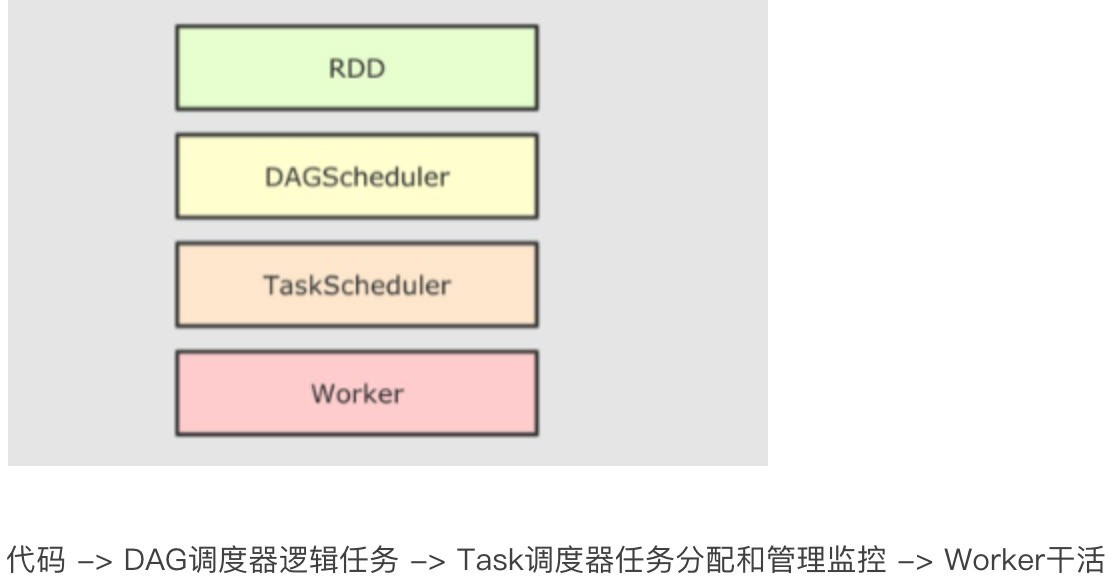 RDD
DAGScheduler
TaskScheduler
Worker
代码 –> DAG调度器逻辑任务 –> Task调度器任务分配和管理监控 –> Worker干活